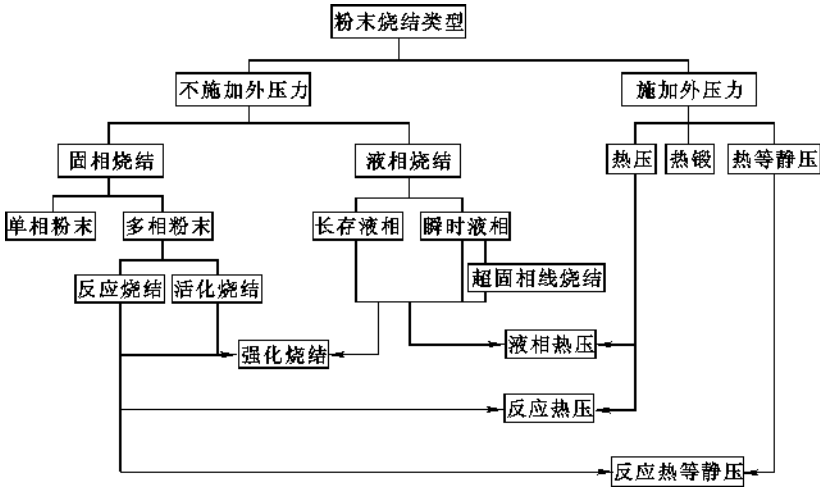 粉末烧结类型
不施加外压力
施加外压力
固相烧结
液相烧结
热压
热锻
热等静压
单相粉末
多相粉末
长存液相
瞬时液相
反应烧结
活化烧结
超固相线烧结
强化烧结
液相热压
反应热压
反应热等静压